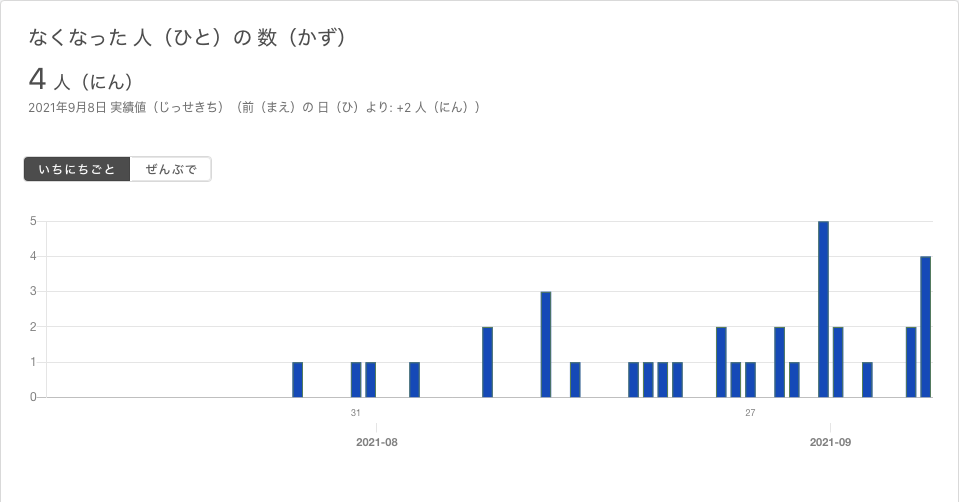 なくなった 人（ひと）の 数（かず）
4 人（にん）
2021年9月8日 実績値（じっせきち）（前（まえ）の 日（ひ）より: +2 人（にん））
いちにちごと ぜんぶで
5
4
3
2
1
0
31 27
2021-08 2021-09